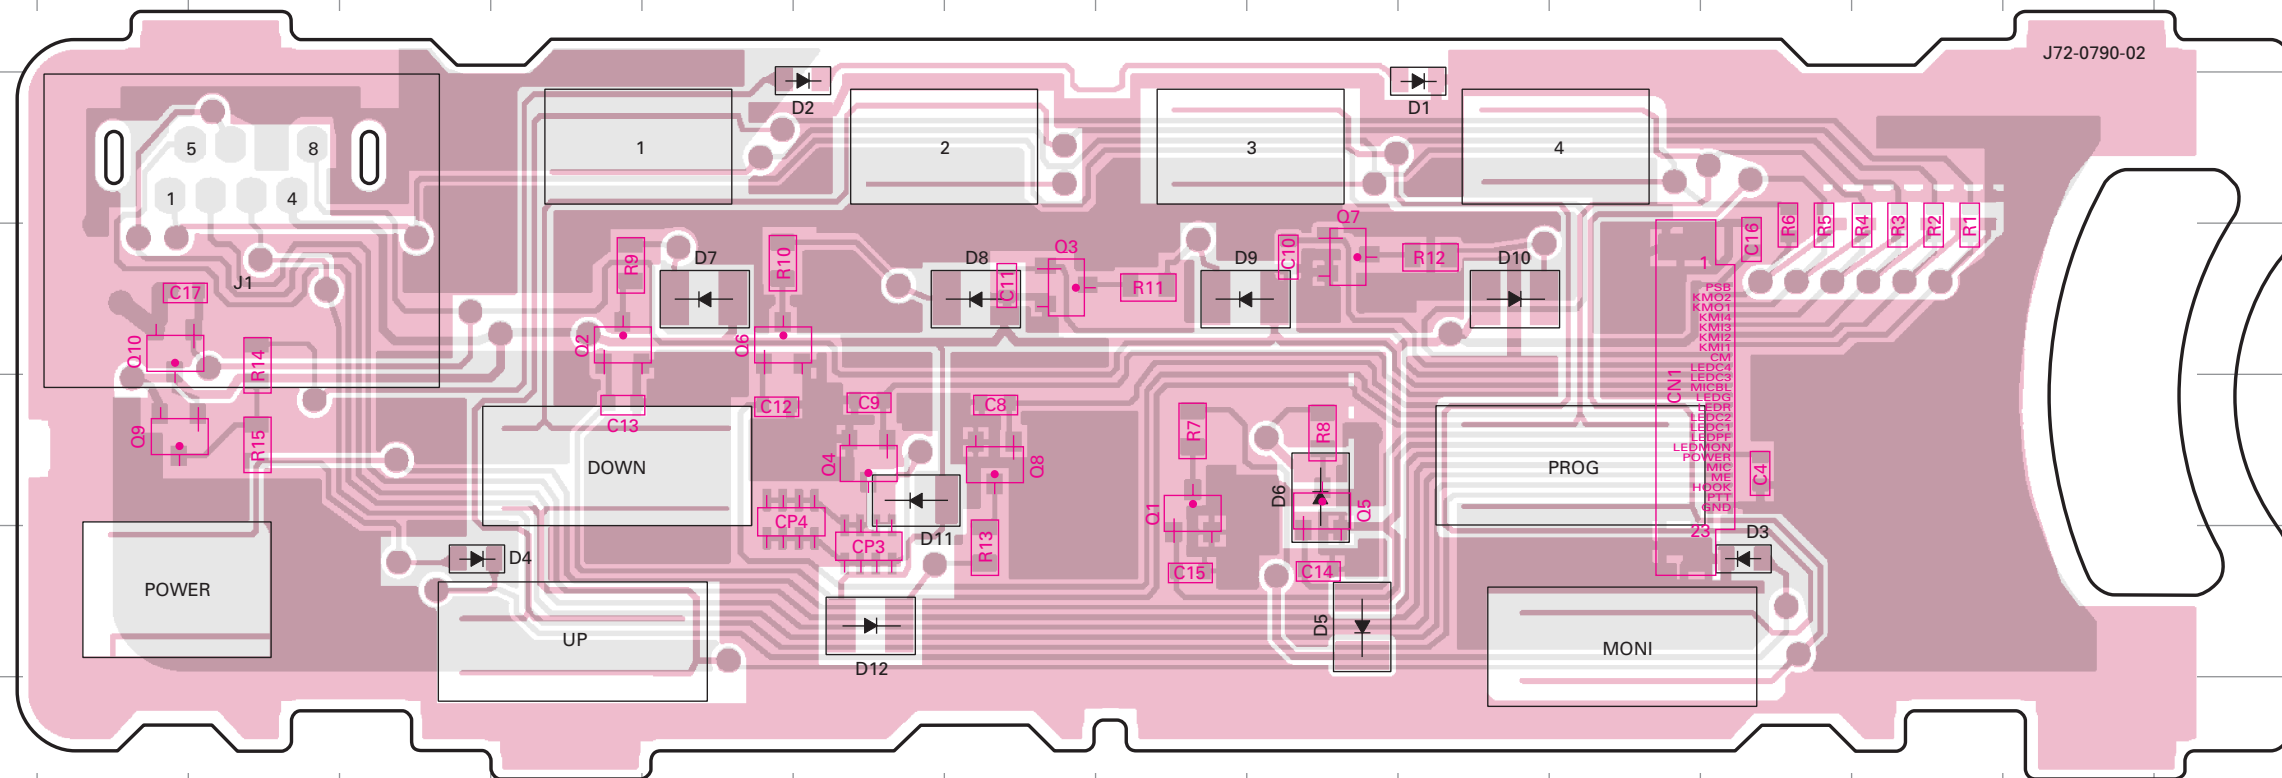 J72-0790-02
D2
D1
5
8
1
2
3
4
1
4
J1
Q7
D7
R9
R10
D8
Q3
C11
R11
D9
C10
R12
D10
C16
R6
R5
R4
R3
R2
R1
C17
Q10
R14
Q2
Q6
1
PSB
KMO2
KMO1
KMI4
KMI3
KMI2
KMI1
CM
LEDC4
LEDC3
MICBL
LEDG
LEDR
LEDC2
LEDC1
LEDPF
LEDMON
POWER
MIC
ME
HOOK
PTT
GND
23
CN1
Q9
R15
C13
C12
C9
C8
R7
R8
DOWN
Q4
Q8
D6
Q5
Q1
PROG
C4
CP4
CP3
D11
R13
C15
C14
D3
D4
POWER
UP
D12
D5
MONI